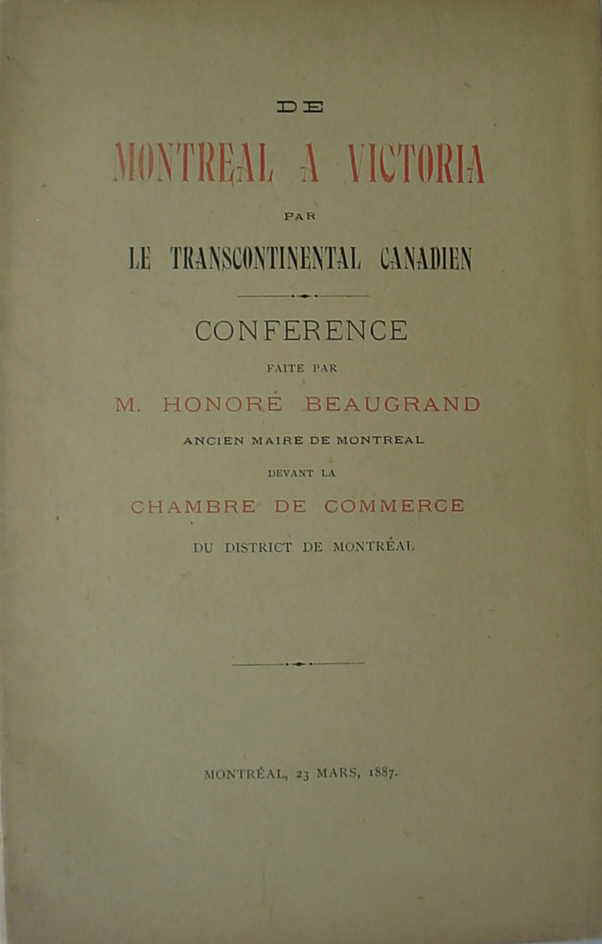 DE
MONTREAL A VICTORIA
PAR
LE TRANSCONTINENTAL CANADIEN
CONFERENCE
FAITE PAR
M. HONORÉ BEAUGRAND
ANCIEN MAIRE DE MONTREAL
DEVANT LA
CHAMBRE DE COMMERCE
DU DISTRICT DE MONTRÉAL
MONTRÉAL, 23 MARS, 1887.